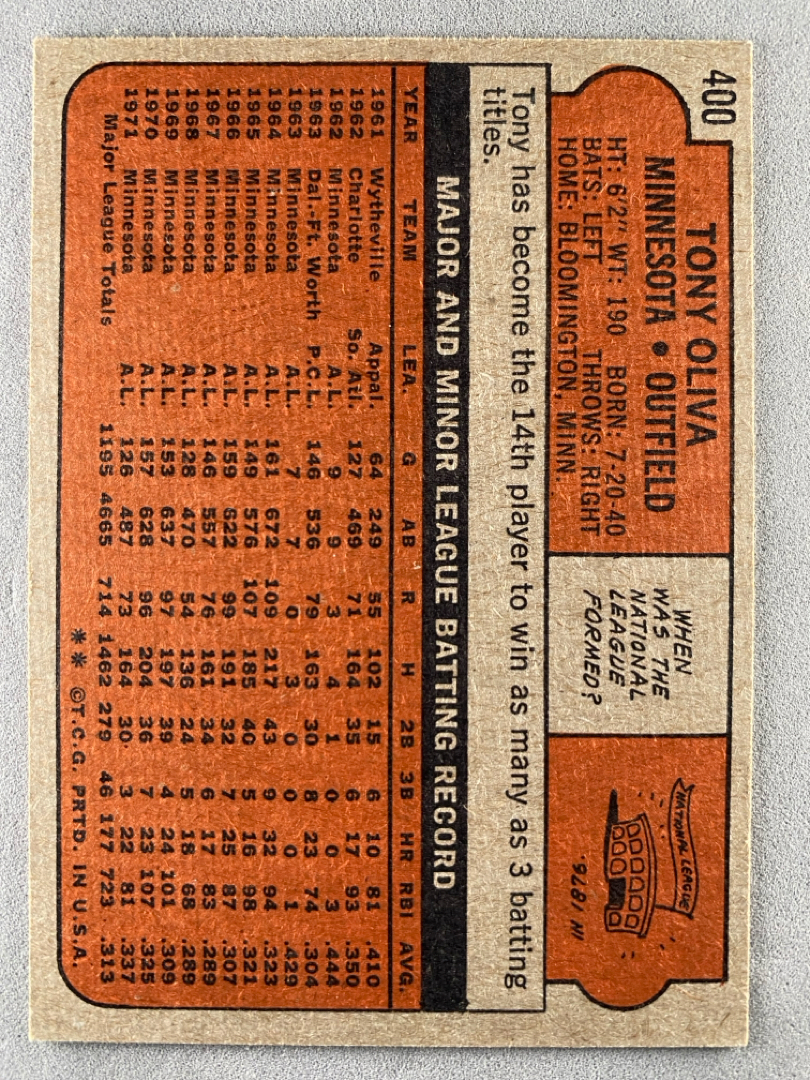 400
TONY OLIVA
MINNESOTA • OUTFIELD
HT: 6'2" WT: 190 BORN: 7-20-40
BATS: LEFT THROWS: RIGHT
HOME: BLOOMINGTON, MINN.
WHEN
WAS THE
NATIONAL
LEAGUE
FORMED?
NATIONAL LEAGUE
IN 1876.
Tony has become the 14th player to win as many as 3 batting
titles.
MAJOR AND MINOR LEAGUE BATTING RECORD
YEAR TEAM LEA. G AB R H 2B 3B HR RBI AVG.
1961 Wytheville Appal. 64 249 55 102 15 6 10 81 .410
1962 Charlotte So. Atl. 127 469 71 164 35 6 17 93 .350
1962 Minnesota A.L. 9 9 3 4 1 0 0 3 .444
1963 Dal.-Ft. Worth P.C.L. 146 536 79 163 30 8 23 74 .304
1963 Minnesota A.L. 7 7 0 3 0 0 0 1 .429
1964 Minnesota A.L. 161 672 109 217 43 9 32 94 .323
1965 Minnesota A.L. 149 576 107 185 40 5 16 98 .321
1966 Minnesota A.L. 159 622 99 191 32 7 25 87 .307
1967 Minnesota A.L. 146 557 76 161 34 6 17 83 .289
1968 Minnesota A.L. 128 470 54 136 24 5 18 68 .289
1969 Minnesota A.L. 153 637 97 197 39 4 24 101 .309
1970 Minnesota A.L. 157 628 96 204 36 7 23 107 .325
1971 Minnesota A.L. 126 487 73 164 30 3 22 81 .337
Major League Totals 1195 4665 714 1462 279 46 177 723 .313
** ©T.C.G. PRTD. IN U.S.A.